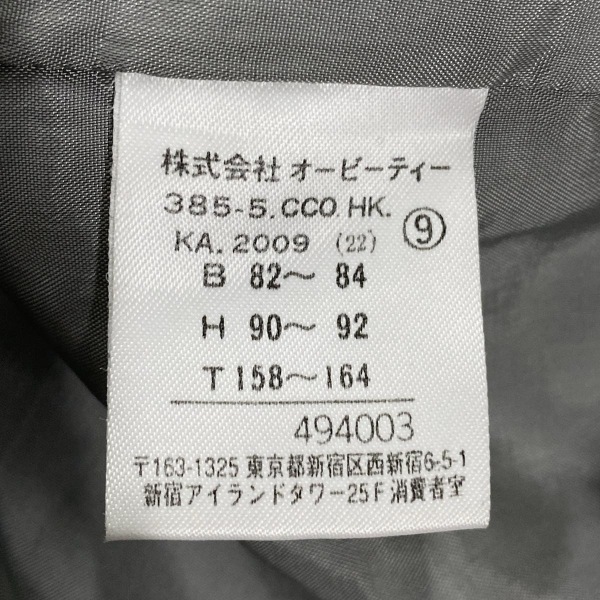 株式会社 オービーティー
385-5.CCO.HK.
KA.2009 (22) ⑨
B 82〜 84
H 90〜 92
T 158〜164
494003
〒163-1325 東京都新宿区西新宿6-5-1
新宿アイランドタワー25F 消費者室